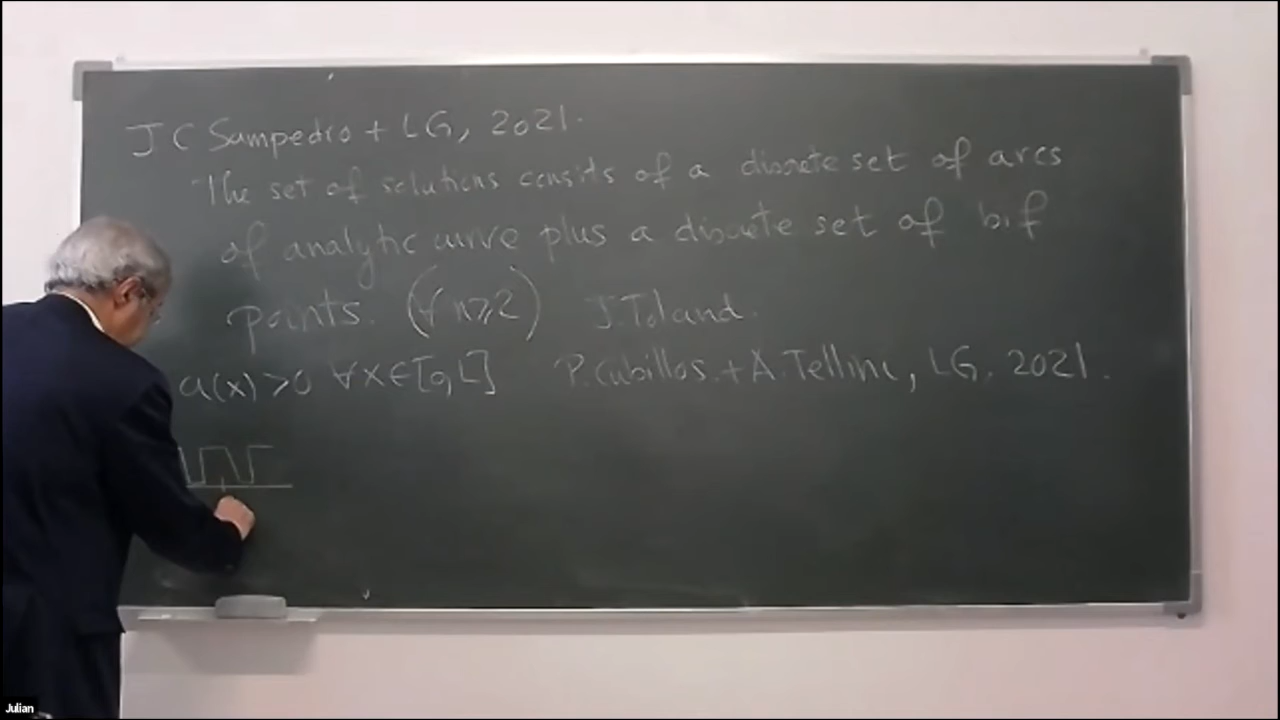 J C Sampedro + LG, 2021.
The set of solutions consits of a discrete set of arcs
of analytic curve plus a discrete set of bif
points. (∀ n≥2) J. Toland.
a(x)>0 ∀x∈[0,L] P. Cubillos. + A. Tellini, LG. 2021.
Julian